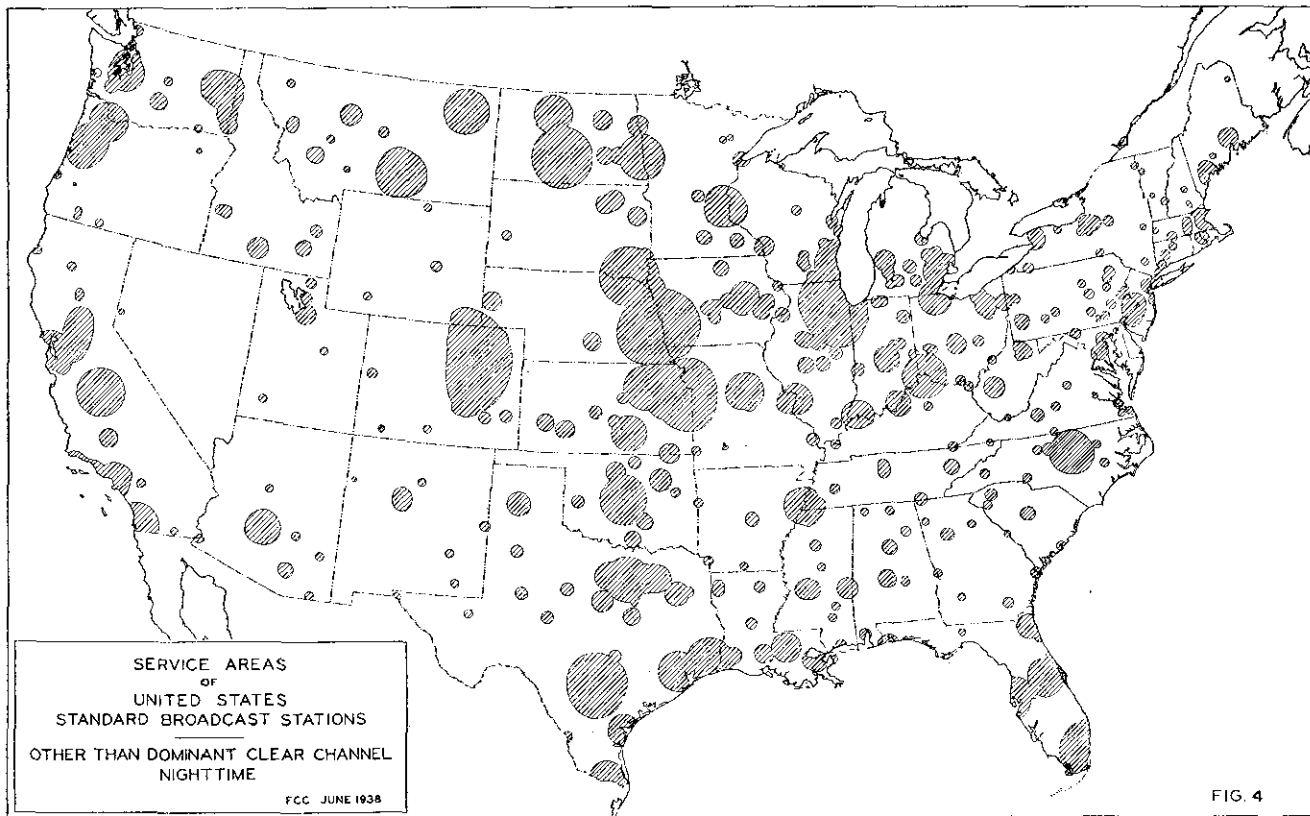 SERVICE AREAS
OF
UNITED STATES
STANDARD BROADCAST STATIONS
OTHER THAN DOMINANT CLEAR CHANNEL
NIGHTTIME
FCC JUNE 1938
FIG. 4